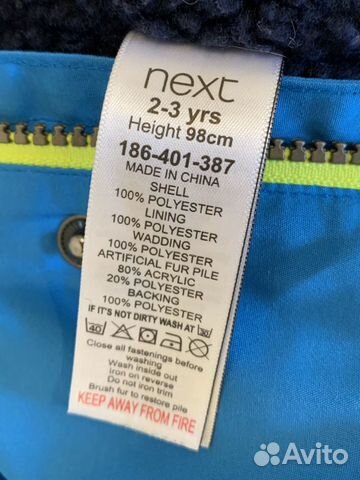 next
2-3 yrs
Height 98cm
186-401-387
MADE IN CHINA
SHELL
100% POLYESTER
LINING
100% POLYESTER
WADDING
100% POLYESTER
ARTIFICIAL FUR PILE
80% ACRYLIC
20% POLYESTER
BACKING
100% POLYESTER
IF IT'S NOT DIRTY WASH AT 30
40
Close all fastenings before
washing
Wash inside out
Iron on reverse
Do not iron trim
Brush fur to restore pile
KEEP AWAY FROM FIRE
Avito